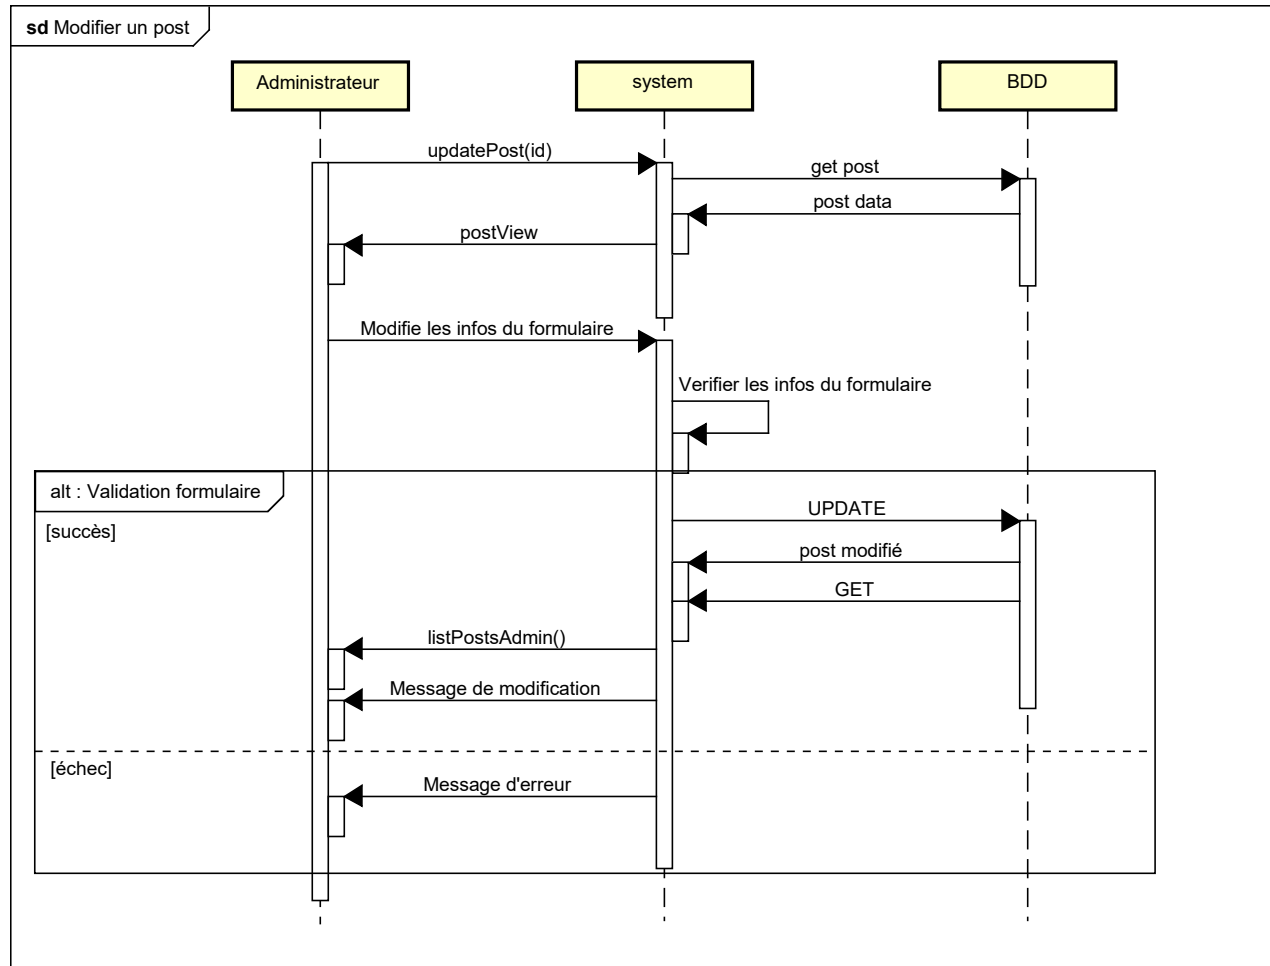 sd Modifier un post
Administrateur
system
BDD
updatePost(id)
get post
post data
postView
Modifie les infos du formulaire
Verifier les infos du formulaire
alt : Validation formulaire
[succès]
UPDATE
post modifié
GET
listPostsAdmin()
Message de modification
[échec]
Message d'erreur